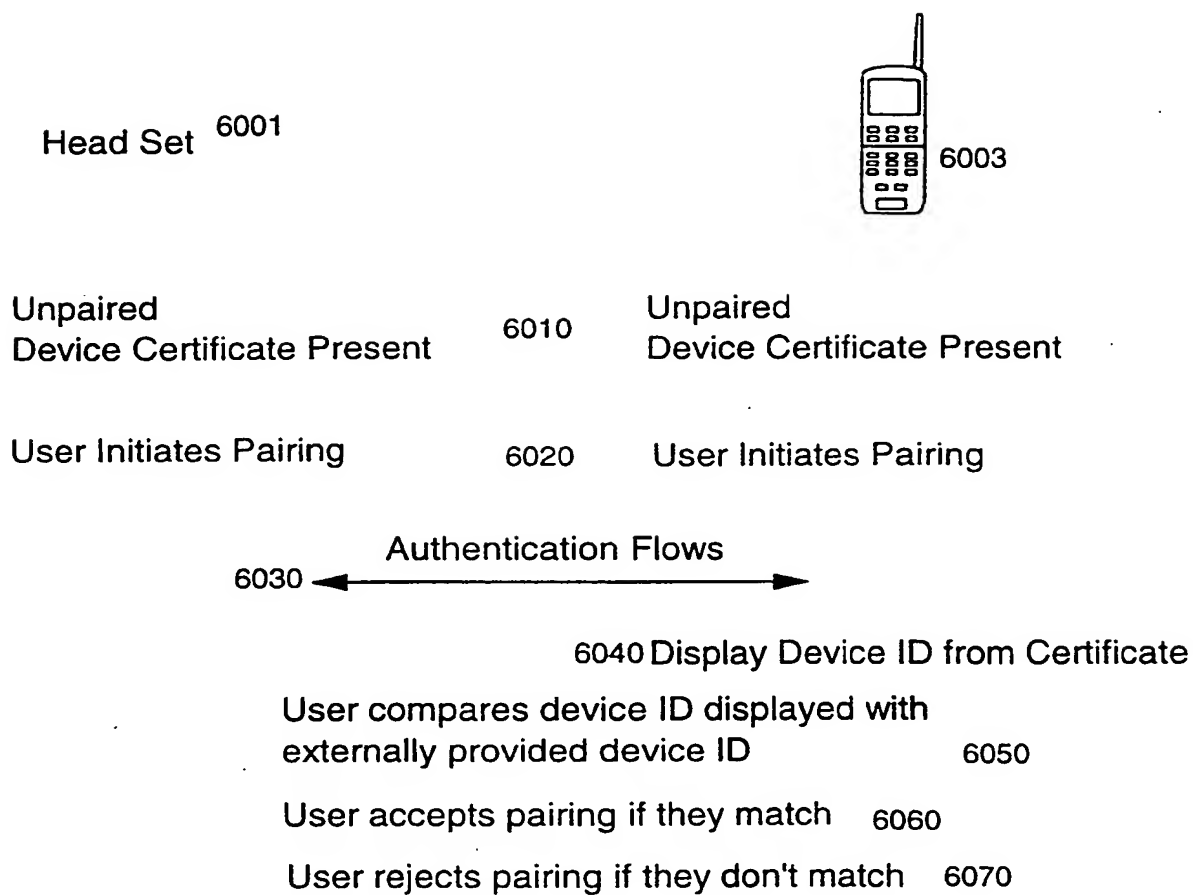 Head Set 6001
6003
Unpaired
Device Certificate Present
6010
Unpaired
Device Certificate Present
User Initiates Pairing
6020
User Initiates Pairing
Authentication Flows
6030
6040 Display Device ID from Certificate
User compares device ID displayed with
externally provided device ID
6050
User accepts pairing if they match 6060
User rejects pairing if they don't match 6070